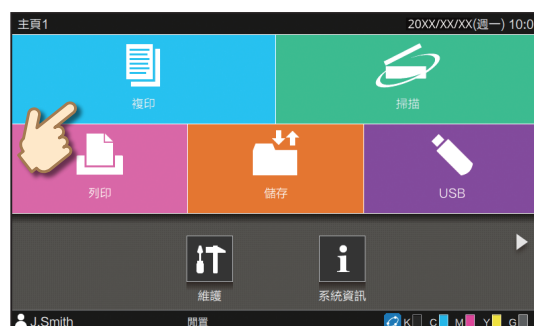 主頁1 20XX/XX/XX(週一) 10:0
複印 掃描
列印 儲存 USB
維護 系統資訊
J.Smith 閒置 K C M Y G